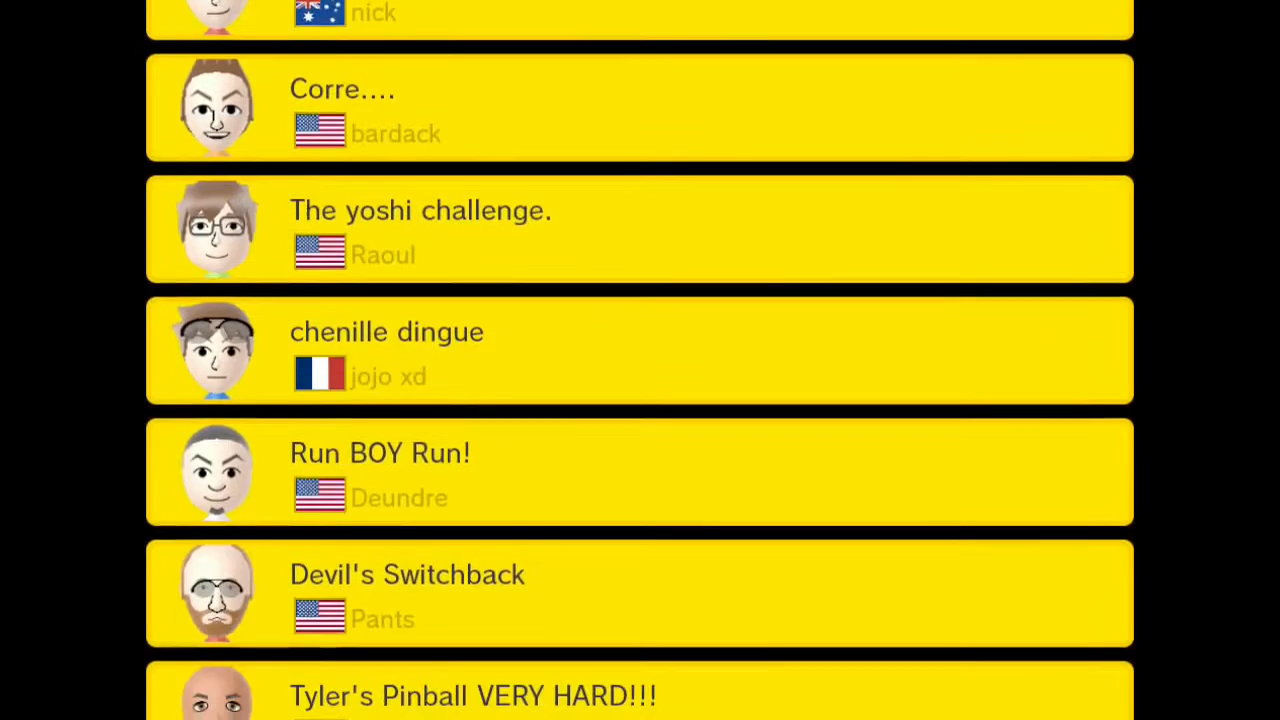 nick
Corre....
bardack
The yoshi challenge.
Raoul
chenille dingue
jojo xd
Run BOY Run!
Deundre
Devil's Switchback
Pants
Tyler's Pinball VERY HARD!!!